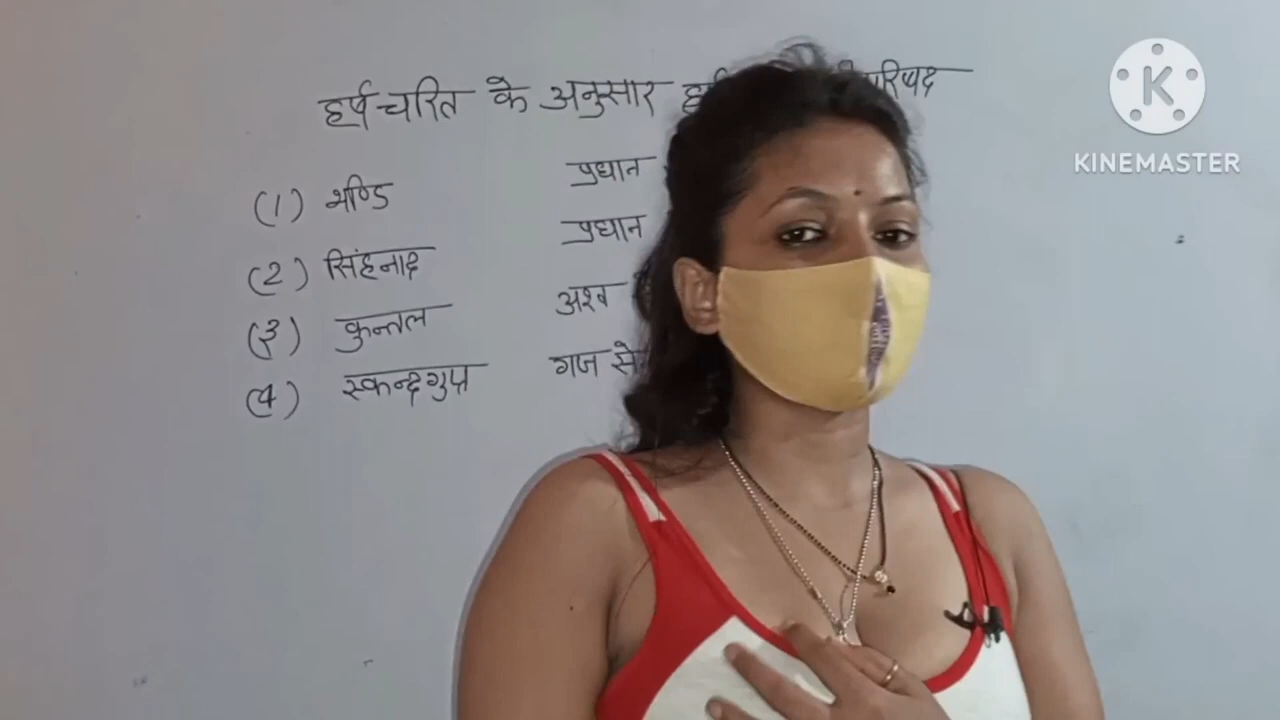 हर्षचरित के अनुसार
(1) भण्डि प्रधान
(2) सिंहनाद प्रधान
(3) कुन्तल अश्व
(4) स्कन्दगुप्त गज
K
KINEMASTER